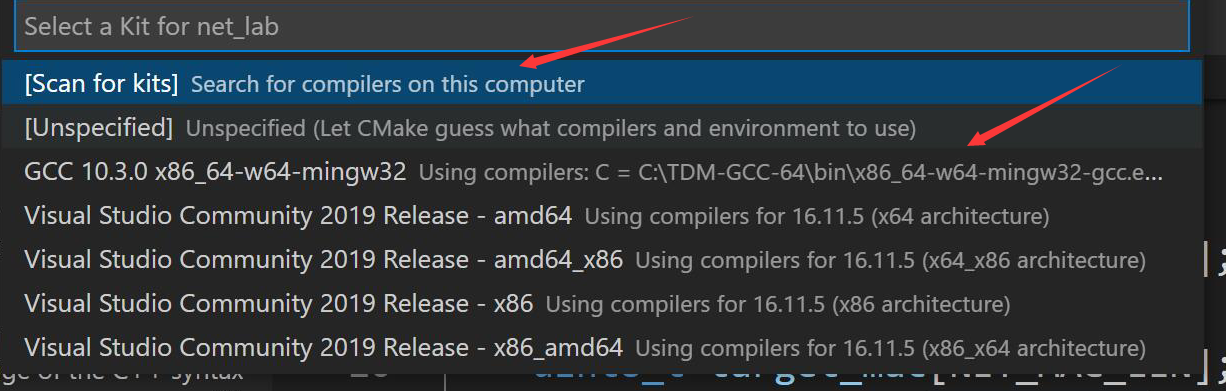 Select a Kit for net_lab
[Scan for kits] Search for compilers on this computer
[Unspecified] Unspecified (Let CMake guess what compilers and environment to use)
GCC 10.3.0 x86_64-w64-mingw32 Using compilers: C = C:\TDM-GCC-64\bin\x86_64-w64-mingw32-gcc.e...
Visual Studio Community 2019 Release - amd64 Using compilers for 16.11.5 (x64 architecture)
Visual Studio Community 2019 Release - amd64_x86 Using compilers for 16.11.5 (x64_x86 architecture)
Visual Studio Community 2019 Release - x86 Using compilers for 16.11.5 (x86 architecture)
Visual Studio Community 2019 Release - x86_amd64 Using compilers for 16.11.5 (x86_x64 architecture)